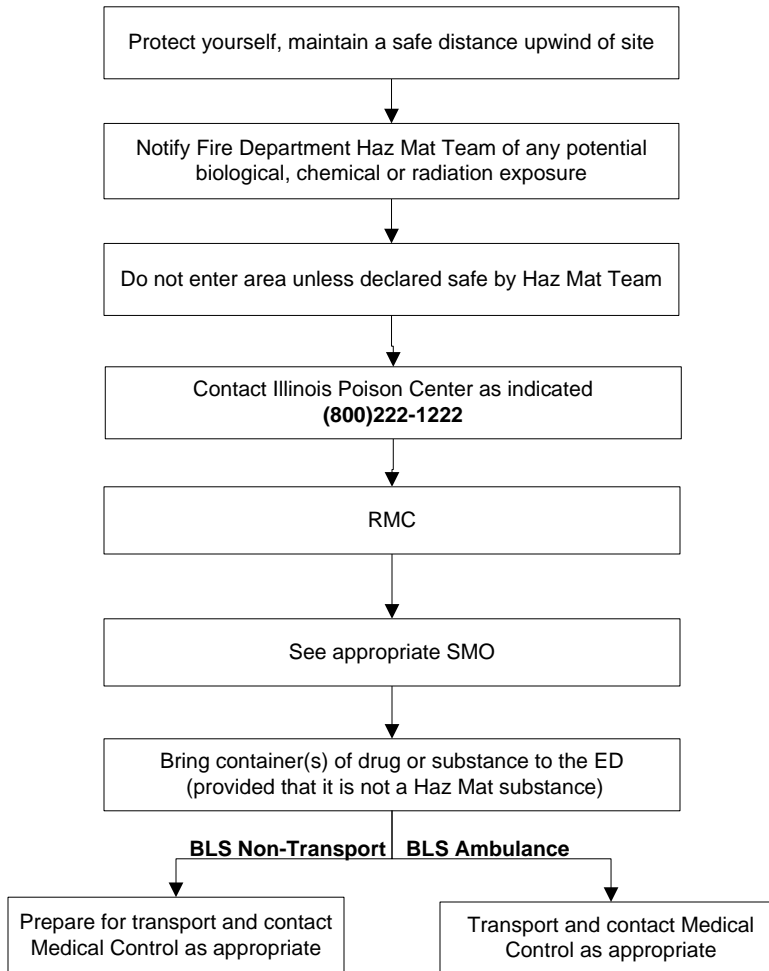 Protect yourself, maintain a safe distance upwind of site
Notify Fire Department Haz Mat Team of any potential
biological, chemical or radiation exposure
Do not enter area unless declared safe by Haz Mat Team
Contact Illinois Poison Center as indicated
(800)222-1222
RMC
See appropriate SMO
Bring container(s) of drug or substance to the ED
(provided that it is not a Haz Mat substance)
BLS Non-Transport
BLS Ambulance
Prepare for transport and contact
Medical Control as appropriate
Transport and contact Medical
Control as appropriate